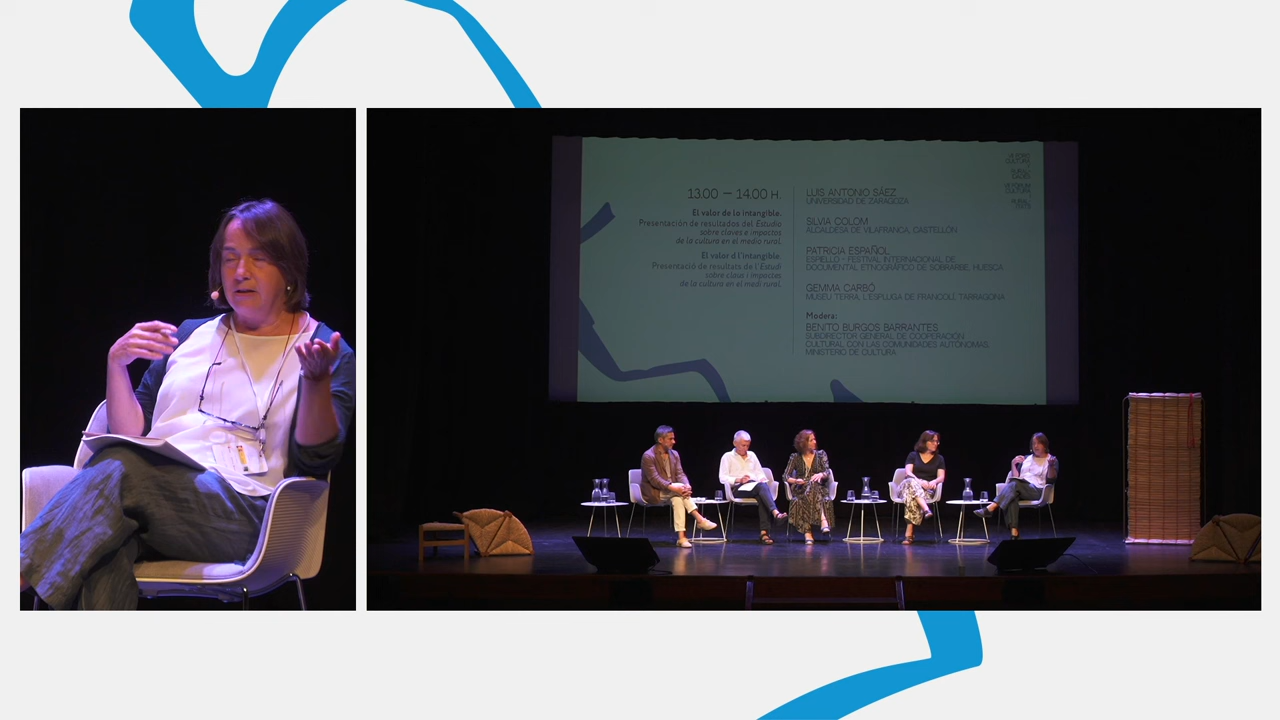 13.00 — 14.00 H.
El valor de lo intangible.
Presentación de resultados del Estudio
sobre claves e impactos
de la cultura en el medio rural.
El valor d l'intangible.
Presentació de resultats de l'Estudi
sobre claus i impactes
de la cultura en el medi rural.
LUIS ANTONIO SÁEZ
UNIVERSIDAD DE ZARAGOZA
SILVIA COLOM
ALCALDESA DE VILAFRANCA, CASTELLÓN
PATRICIA ESPAÑOL
ESPIELLO - FESTIVAL INTERNACIONAL DE
DOCUMENTAL ETNOGRÁFICO DE SOBRARBE, HUESCA
GEMMA CARBÓ
MUSEU TERRA, L'ESPLUGA DE FRANCOLÍ, TARRAGONA
Modera:
BENITO BURGOS BARRANTES
SUBDIRECTOR GENERAL DE COOPERACIÓN
CULTURAL CON LAS COMUNIDADES AUTÓNOMAS,
MINISTERIO DE CULTURA